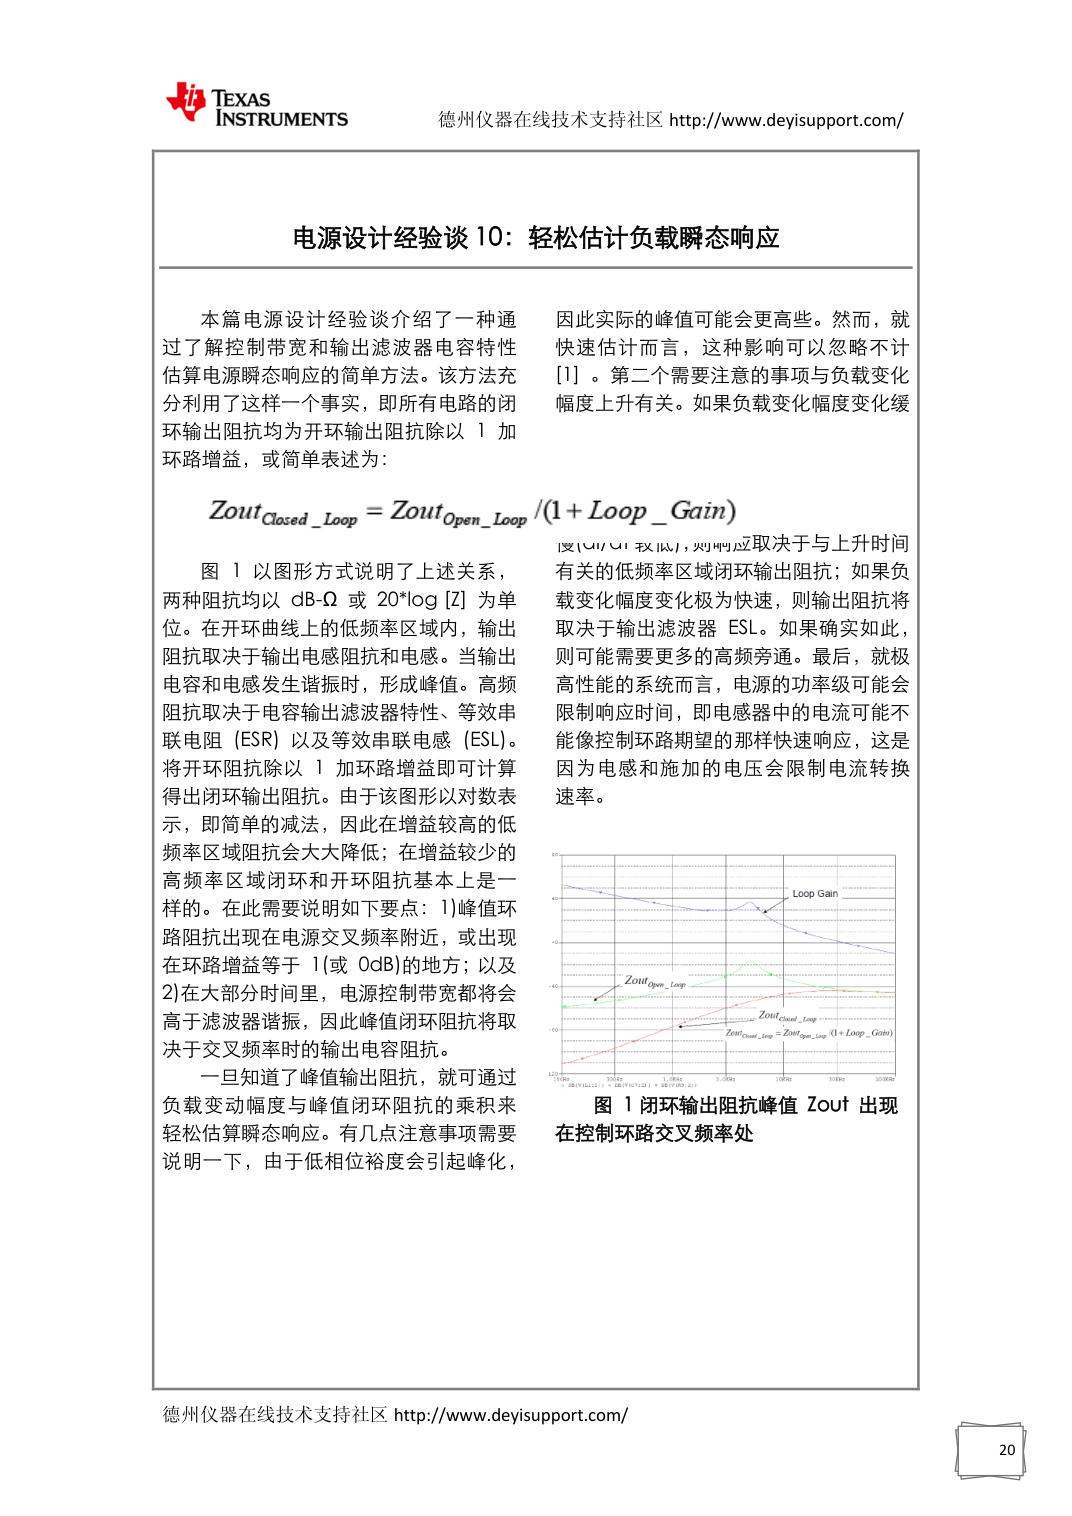 TEXAS
INSTRUMENTS
德州仪器在线技术支持社区 http://www.deyisupport.com/
电源设计经验谈 10：轻松估计负载瞬态响应
本篇电源设计经验谈介绍了一种通
过了解控制带宽和输出滤波器电容特性
估算电源瞬态响应的简单方法。该方法充
分利用了这样一个事实，即所有电路的闭
环输出阻抗均为开环输出阻抗除以 1 加
环路增益，或简单表述为：
Zout_Closed_Loop = Zout_Open_Loop /(1+ Loop_Gain)
图 1 以图形方式说明了上述关系，
两种阻抗均以 dB-Ω 或 20*log [Z] 为单
位。在开环曲线上的低频率区域内，输出
阻抗取决于输出电感阻抗和电感。当输出
电容和电感发生谐振时，形成峰值。高频
阻抗取决于电容输出滤波器特性、等效串
联电阻 (ESR) 以及等效串联电感 (ESL)。
将开环阻抗除以 1 加环路增益即可计算
得出闭环输出阻抗。由于该图形以对数表
示，即简单的减法，因此在增益较高的低
频率区域阻抗会大大降低；在增益较少的
高频率区域闭环和开环阻抗基本上是一
样的。在此需要说明如下要点：1)峰值环
路阻抗出现在电源交叉频率附近，或出现
在环路增益等于 1(或 0dB)的地方；以及
2)在大部分时间里，电源控制带宽都将会
高于滤波器谐振，因此峰值闭环阻抗将取
决于交叉频率时的输出电容阻抗。
一旦知道了峰值输出阻抗，就可通过
负载变动幅度与峰值闭环阻抗的乘积来
轻松估算瞬态响应。有几点注意事项需要
说明一下，由于低相位裕度会引起峰化，
因此实际的峰值可能会更高些。然而，就
快速估计而言，这种影响可以忽略不计
[1] 。第二个需要注意的事项与负载变化
幅度上升有关。如果负载变化幅度变化缓
慢(dI/dT 较低)，则响应取决于与上升时间
有关的低频率区域闭环输出阻抗；如果负
载变化幅度变化极为快速，则输出阻抗将
取决于输出滤波器 ESL。如果确实如此，
则可能需要更多的高频旁通。最后，就极
高性能的系统而言，电源的功率级可能会
限制响应时间，即电感器中的电流可能不
能像控制环路期望的那样快速响应，这是
因为电感和施加的电压会限制电流转换
速率。
Loop Gain
Zout_Open_Loop
Zout_Closed_Loop
Zout_Closed_Loop = Zout_Open_Loop /(1+ Loop_Gain)
图 1 闭环输出阻抗峰值 Zout 出现
在控制环路交叉频率处
德州仪器在线技术支持社区 http://www.deyisupport.com/
20